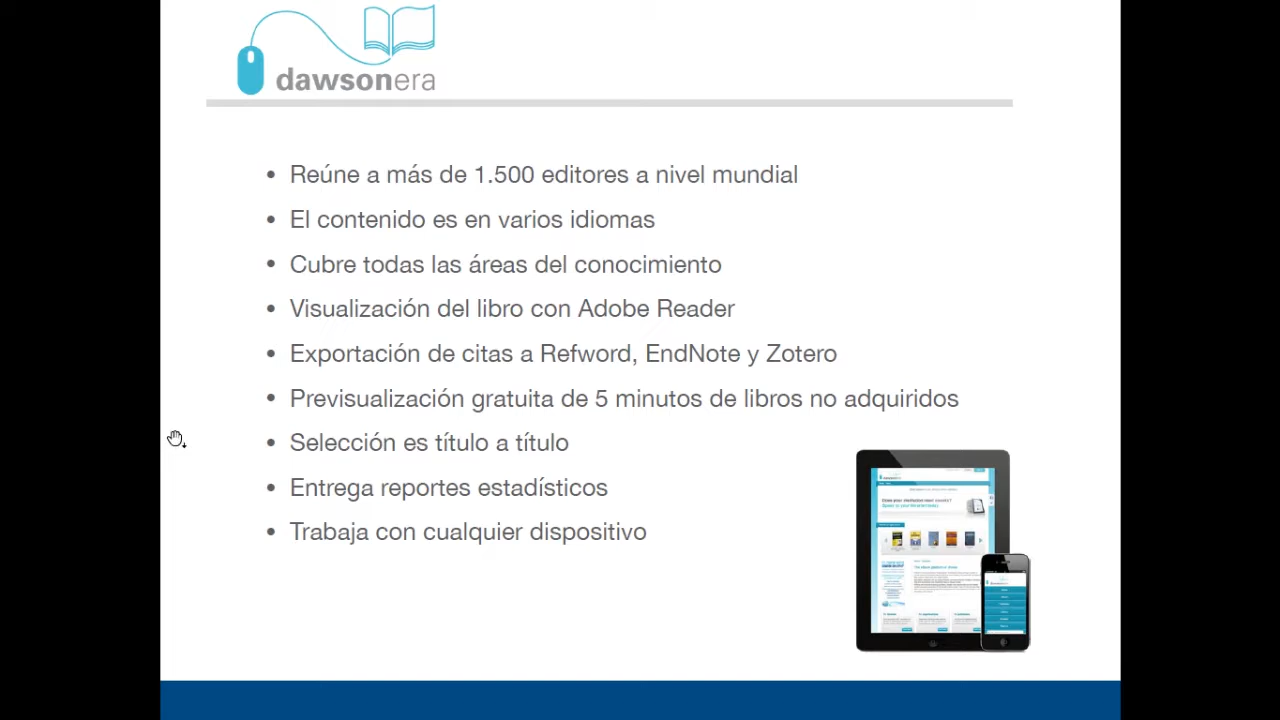 dawsonera
• Reúne a más de 1.500 editores a nivel mundial
• El contenido es en varios idiomas
• Cubre todas las áreas del conocimiento
• Visualización del libro con Adobe Reader
• Exportación de citas a Refword, EndNote y Zotero
• Previsualización gratuita de 5 minutos de libros no adquiridos
• Selección es título a título
• Entrega reportes estadísticos
• Trabaja con cualquier dispositivo
dawsonera
dawsonera